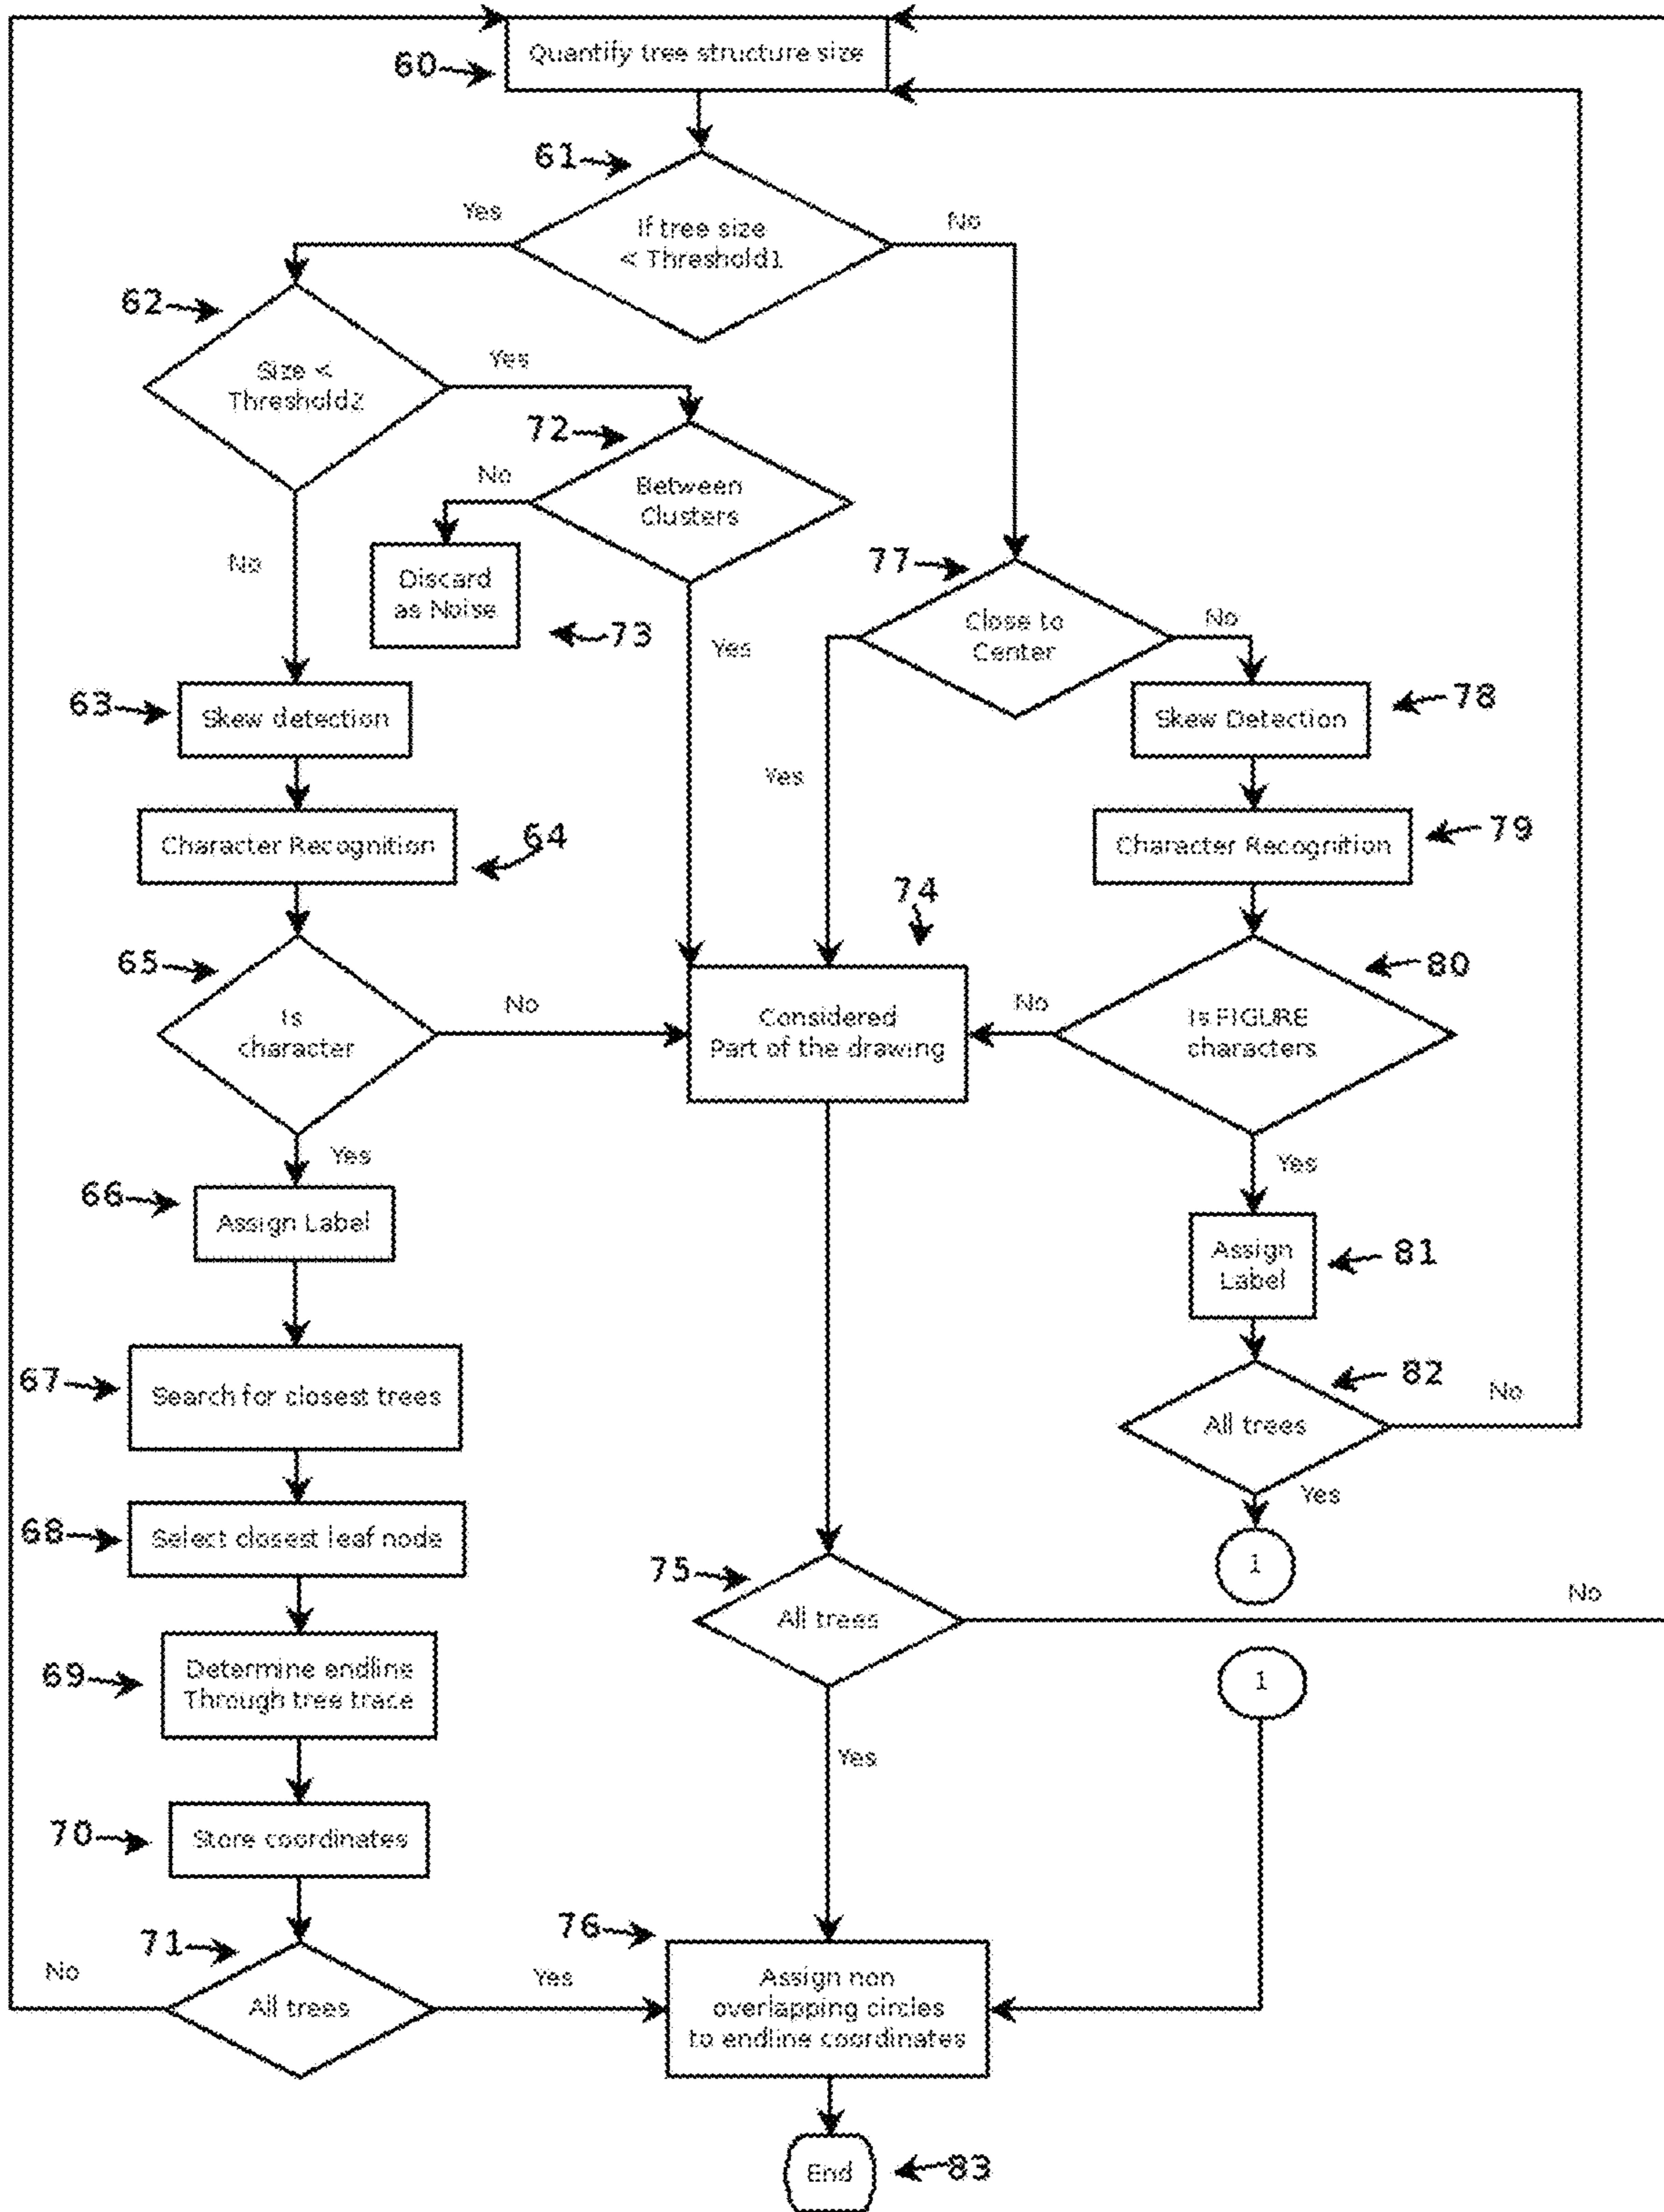 Quantify tree structure size
60
61
If tree size
< Threshold1
Yes
No
62
Size <
Threshold2
Yes
No
72
Between
Clusters
No
Yes
Discard
as Noise
73
77
Close to
Center
No
Yes
63
Skew detection
Skew Detection
78
Character Recognition
64
Character Recognition
79
74
65
Is
character
No
Considered
Part of the drawing
No
Is FIGURE
characters
80
Yes
Yes
66
Assign Label
Assign
Label
81
67
Search for closest trees
82
All trees
No
Yes
68
Select closest leaf node
1
75
All trees
No
69
Determine endline
Through tree trace
1
Yes
70
Store coordinates
71
No
All trees
Yes
76
Assign non
overlapping circles
to endline coordinates
End
83